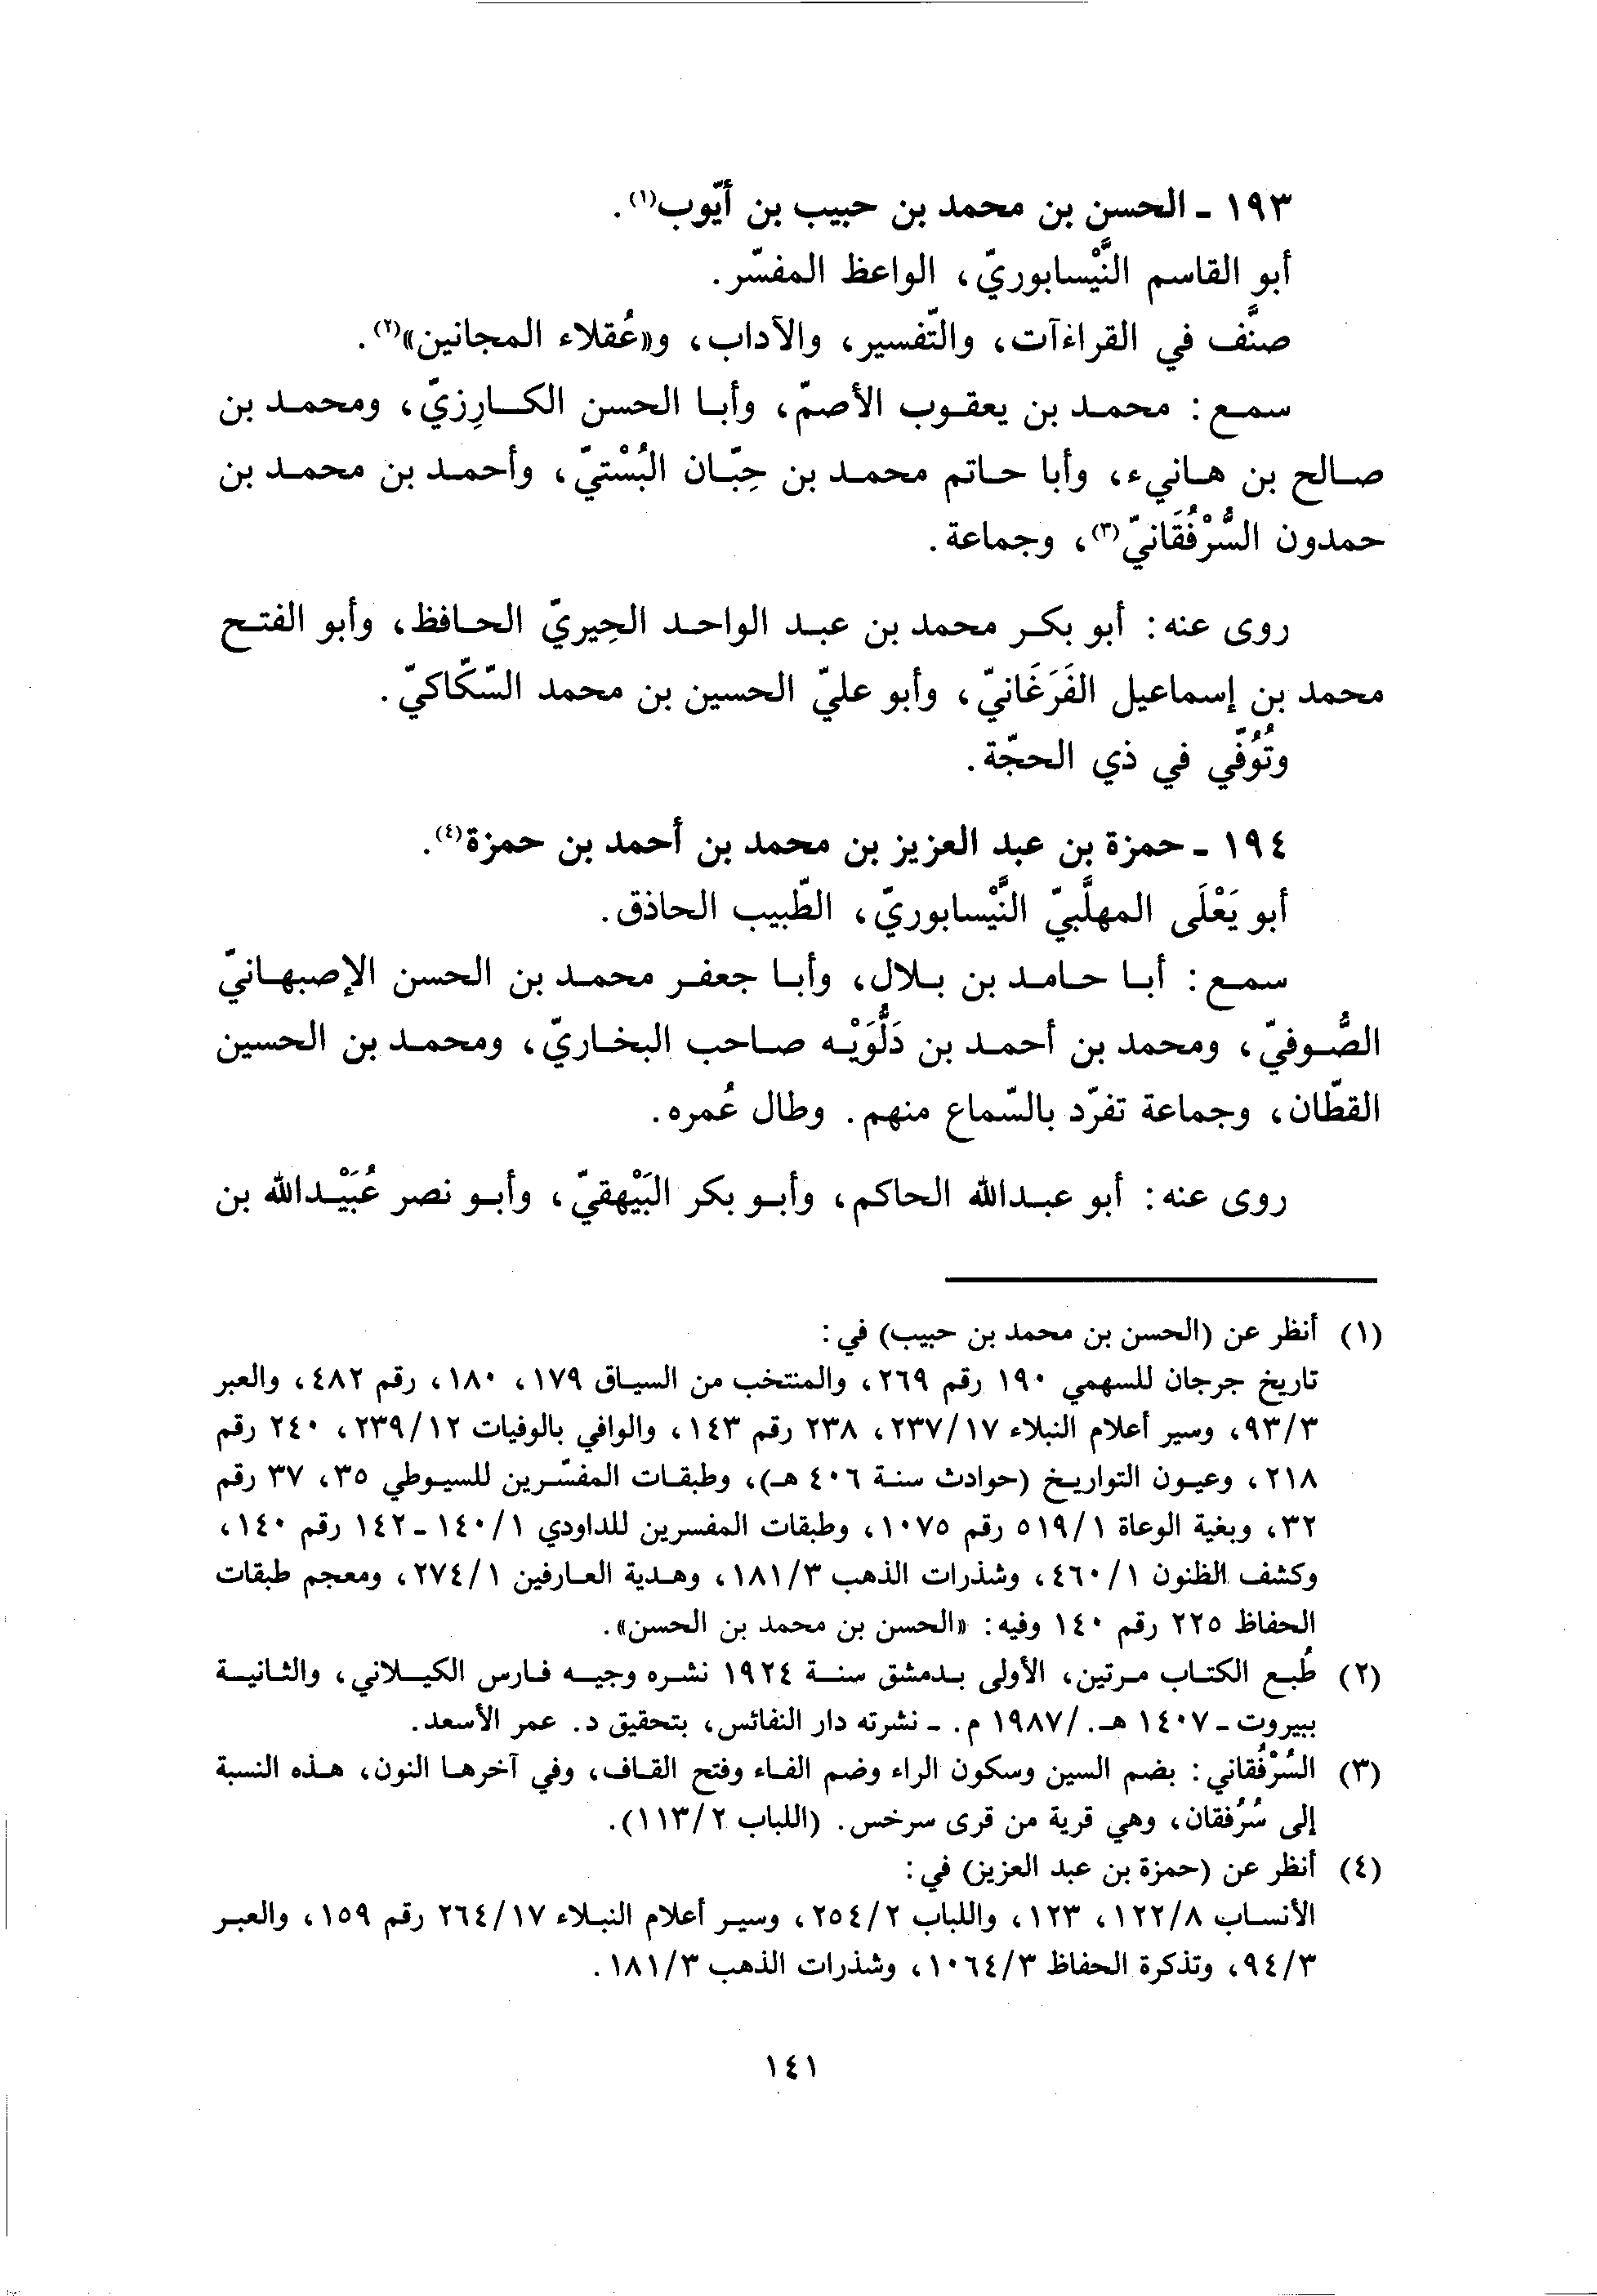 ١٩٣ - الحسن بن محمد بن حبيب بن أيّوب(١).
أبو القاسم النَّيْسابوريّ، الواعظ المفسّر.
صنَّف في القراءآت، والتّفسير، والآداب، و«عُقلاء المجانين»(٢).
سمع: محمد بن يعقوب الأصمّ، وأبا الحسن الكارِزيّ، ومحمد بن
صالح بن هانيء، وأبا حاتم محمد بن حِبّان البُسْتيّ، وأحمد بن محمد بن
حمدون السُّرْفُقَانيّ(٣)، وجماعة.
روى عنه: أبو بكر محمد بن عبد الواحد الحِيريّ الحافظ، وأبو الفتح
محمد بن إسماعيل الفَرَغَانيّ، وأبو عليّ الحسين بن محمد السّكّاكيّ.
وتُوُفّي في ذي الحجّة.
١٩٤ - حمزة بن عبد العزيز بن محمد بن أحمد بن حمزة(٤).
أبو يَعْلَى المهلَّبيّ النَّيْسابوريّ، الطّبيب الحاذق.
سمع: أبا حامد بن بلال، وأبا جعفر محمد بن الحسن الإصبهانيّ
الصُّوفيّ، ومحمد بن أحمد بن دَلُّوَيْه صاحب البخاريّ، ومحمد بن الحسين
القطّان، وجماعة تفرّد بالسّماع منهم. وطال عُمره.
روى عنه: أبو عبدالله الحاكم، وأبو بكر البَيْهقيّ، وأبو نصر عُبَيْدالله بن
(١) أنظر عن (الحسن بن محمد بن حبيب) في:
تاريخ جرجان للسهمي ١٩٠ رقم ٢٦٩، والمنتخب من السياق ١٧٩، ١٨٠، رقم ٤٨٢، والعبر
٩٣/٣، وسير أعلام النبلاء ٢٣٧/١٧، ٢٣٨ رقم ١٤٣، والوافي بالوفيات ٢٣٩/١٢، ٢٤٠ رقم
٢١٨، وعيون التواريخ (حوادث سنة ٤٠٦ هـ)، وطبقات المفسّرين للسيوطي ٣٥، ٣٧ رقم
٣٢، وبغية الوعاة ٥١٩/١ رقم ١٠٧٥، وطبقات المفسرين للداودي ١٤٠/١ - ١٤٢ رقم ١٤٠،
وكشف الظنون ٤٦٠/١، وشذرات الذهب ١٨١/٣، وهدية العارفين ٢٧٤/١، ومعجم طبقات
الحفاظ ٢٢٥ رقم ١٤٠ وفيه: «الحسن بن محمد بن الحسن».
(٢) طُبع الكتاب مرتين، الأولى بدمشق سنة ١٩٢٤ نشره وجيه فارس الكيلاني، والثانية
ببيروت - ١٤٠٧ هـ. /١٩٨٧ م. - نشرته دار النفائس، بتحقيق د. عمر الأسعد.
(٣) السُرْفُقاني: بضم السين وسكون الراء وضم الفاء وفتح القاف، وفي آخرها النون، هذه النسبة
إلى سُرُفقان، وهي قرية من قرى سرخس. (اللباب ١١٣/٢).
(٤) أنظر عن (حمزة بن عبد العزيز) في:
الأنساب ١٢٢/٨، ١٢٣، واللباب ٢٥٤/٢، وسير أعلام النبلاء ٢٦٤/١٧ رقم ١٥٩، والعبر
٩٤/٣، وتذكرة الحفاظ ١٠٦٤/٣، وشذرات الذهب ١٨١/٣.
١٤١